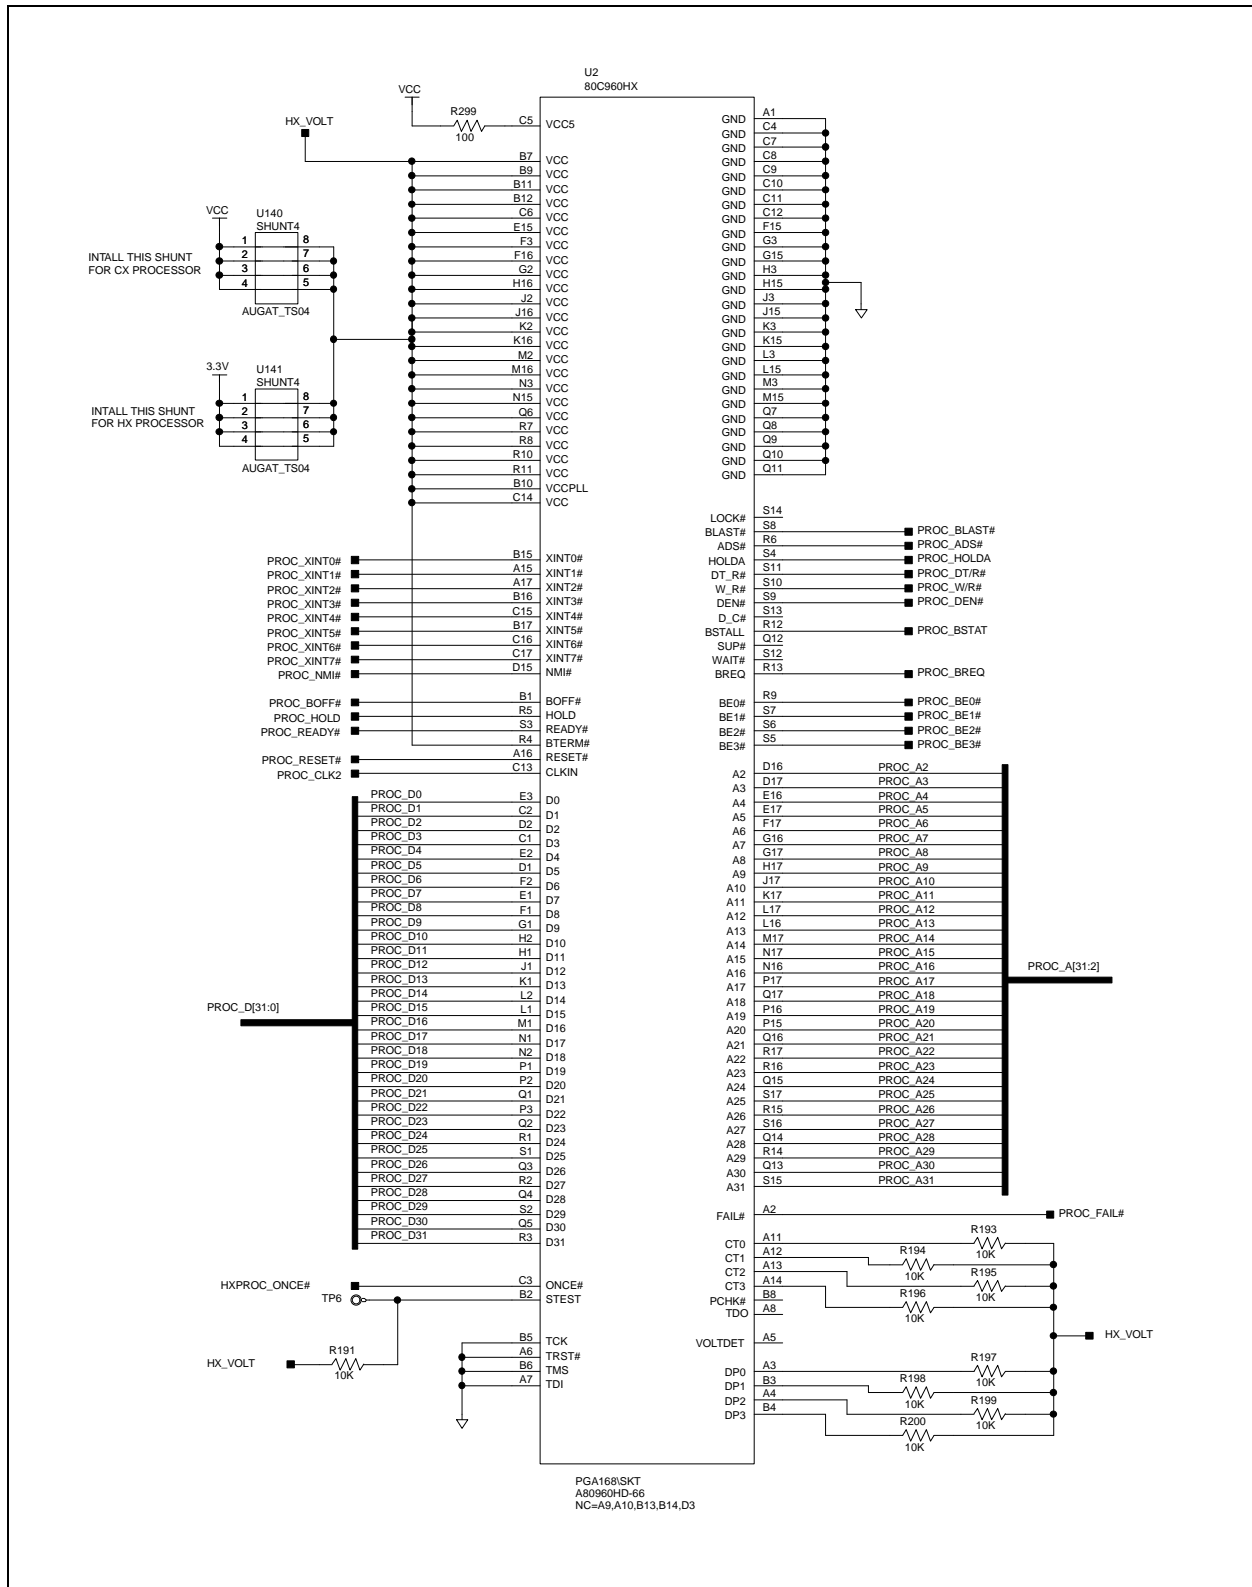 U2
80C960HX
VCC
R299
100
C5 VCC5
HX_VOLT
B7 VCC
B9 VCC
B11 VCC
B12 VCC
C6 VCC
E15 VCC
F3 VCC
F16 VCC
G2 VCC
H16 VCC
J2 VCC
J16 VCC
K2 VCC
K16 VCC
M2 VCC
M16 VCC
N3 VCC
N15 VCC
Q6 VCC
R7 VCC
R8 VCC
R10 VCC
R11 VCC
B10 VCCPLL
C14 VCC
VCC
U140
SHUNT4
1 8
2 7
3 6
4 5
AUGAT_TS04
INTALL THIS SHUNT
FOR CX PROCESSOR
3.3V
U141
SHUNT4
1 8
2 7
3 6
4 5
AUGAT_TS04
INTALL THIS SHUNT
FOR HX PROCESSOR
PROC_XINT0# B15 XINT0#
PROC_XINT1# A15 XINT1#
PROC_XINT2# A17 XINT2#
PROC_XINT3# B16 XINT3#
PROC_XINT4# C15 XINT4#
PROC_XINT5# B17 XINT5#
PROC_XINT6# C16 XINT6#
PROC_XINT7# C17 XINT7#
PROC_NMI# D15 NMI#
PROC_BOFF# B1 BOFF#
PROC_HOLD R5 HOLD
PROC_READY# S3 READY#
R4 BTERM#
PROC_RESET# A16 RESET#
PROC_CLK2 C13 CLKIN
PROC_D[31:0]
PROC_D0 E3 D0
PROC_D1 C2 D1
PROC_D2 D2 D2
PROC_D3 C1 D3
PROC_D4 E2 D4
PROC_D5 D1 D5
PROC_D6 F2 D6
PROC_D7 E1 D7
PROC_D8 F1 D8
PROC_D9 G1 D9
PROC_D10 H2 D10
PROC_D11 H1 D11
PROC_D12 J1 D12
PROC_D13 K1 D13
PROC_D14 L2 D14
PROC_D15 L1 D15
PROC_D16 M1 D16
PROC_D17 N1 D17
PROC_D18 N2 D18
PROC_D19 P1 D19
PROC_D20 P2 D20
PROC_D21 Q1 D21
PROC_D22 P3 D22
PROC_D23 Q2 D23
PROC_D24 R1 D24
PROC_D25 S1 D25
PROC_D26 Q3 D26
PROC_D27 R2 D27
PROC_D28 Q4 D28
PROC_D29 S2 D29
PROC_D30 Q5 D30
PROC_D31 R3 D31
HXPROC_ONCE# C3 ONCE#
TP6 B2 STEST
HX_VOLT
R191
10K
B5 TCK
A6 TRST#
B6 TMS
A7 TDI
GND A1
GND C4
GND C7
GND C8
GND C9
GND C10
GND C11
GND C12
GND F15
GND G3
GND G15
GND H3
GND H15
GND J3
GND J15
GND K3
GND K15
GND L3
GND L15
GND M3
GND M15
GND Q7
GND Q8
GND Q9
GND Q10
GND Q11
LOCK# S14
BLAST# S8 PROC_BLAST#
ADS# R6 PROC_ADS#
HOLDA S4 PROC_HOLDA
DT_R# S11 PROC_DT/R#
W_R# S10 PROC_W/R#
DEN# S9 PROC_DEN#
D_C# S13
BSTALL R12 PROC_BSTAT
SUP# Q12
WAIT# S12
BREQ R13 PROC_BREQ
BE0# R9 PROC_BE0#
BE1# S7 PROC_BE1#
BE2# S6 PROC_BE2#
BE3# S5 PROC_BE3#
A2 D16 PROC_A2
A3 D17 PROC_A3
A4 E16 PROC_A4
A5 E17 PROC_A5
A6 F17 PROC_A6
A7 G16 PROC_A7
A8 G17 PROC_A8
A9 H17 PROC_A9
A10 J17 PROC_A10
A11 K17 PROC_A11
A12 L17 PROC_A12
A13 L16 PROC_A13
A14 M17 PROC_A14
A15 N17 PROC_A15
A16 N16 PROC_A16
A17 P17 PROC_A17
A18 Q17 PROC_A18
A19 P16 PROC_A19
A20 P15 PROC_A20
A21 Q16 PROC_A21
A22 R17 PROC_A22
A23 R16 PROC_A23
A24 Q15 PROC_A24
A25 S17 PROC_A25
A26 R15 PROC_A26
A27 S16 PROC_A27
A28 Q14 PROC_A28
A29 R14 PROC_A29
A30 Q13 PROC_A30
A31 S15 PROC_A31
PROC_A[31:2]
FAIL# A2 PROC_FAIL#
CT0 A11 R193 10K
CT1 A12 R194 10K
CT2 A13 R195 10K
CT3 A14 R196 10K
PCHK# B8
TDO A8
HX_VOLT
VOLTDET A5
DP0 A3 R197 10K
DP1 B3 R198 10K
DP2 A4 R199 10K
DP3 B4 R200 10K
PGA168\SKT
A80960HD-66
NC=A9,A10,B13,B14,D3